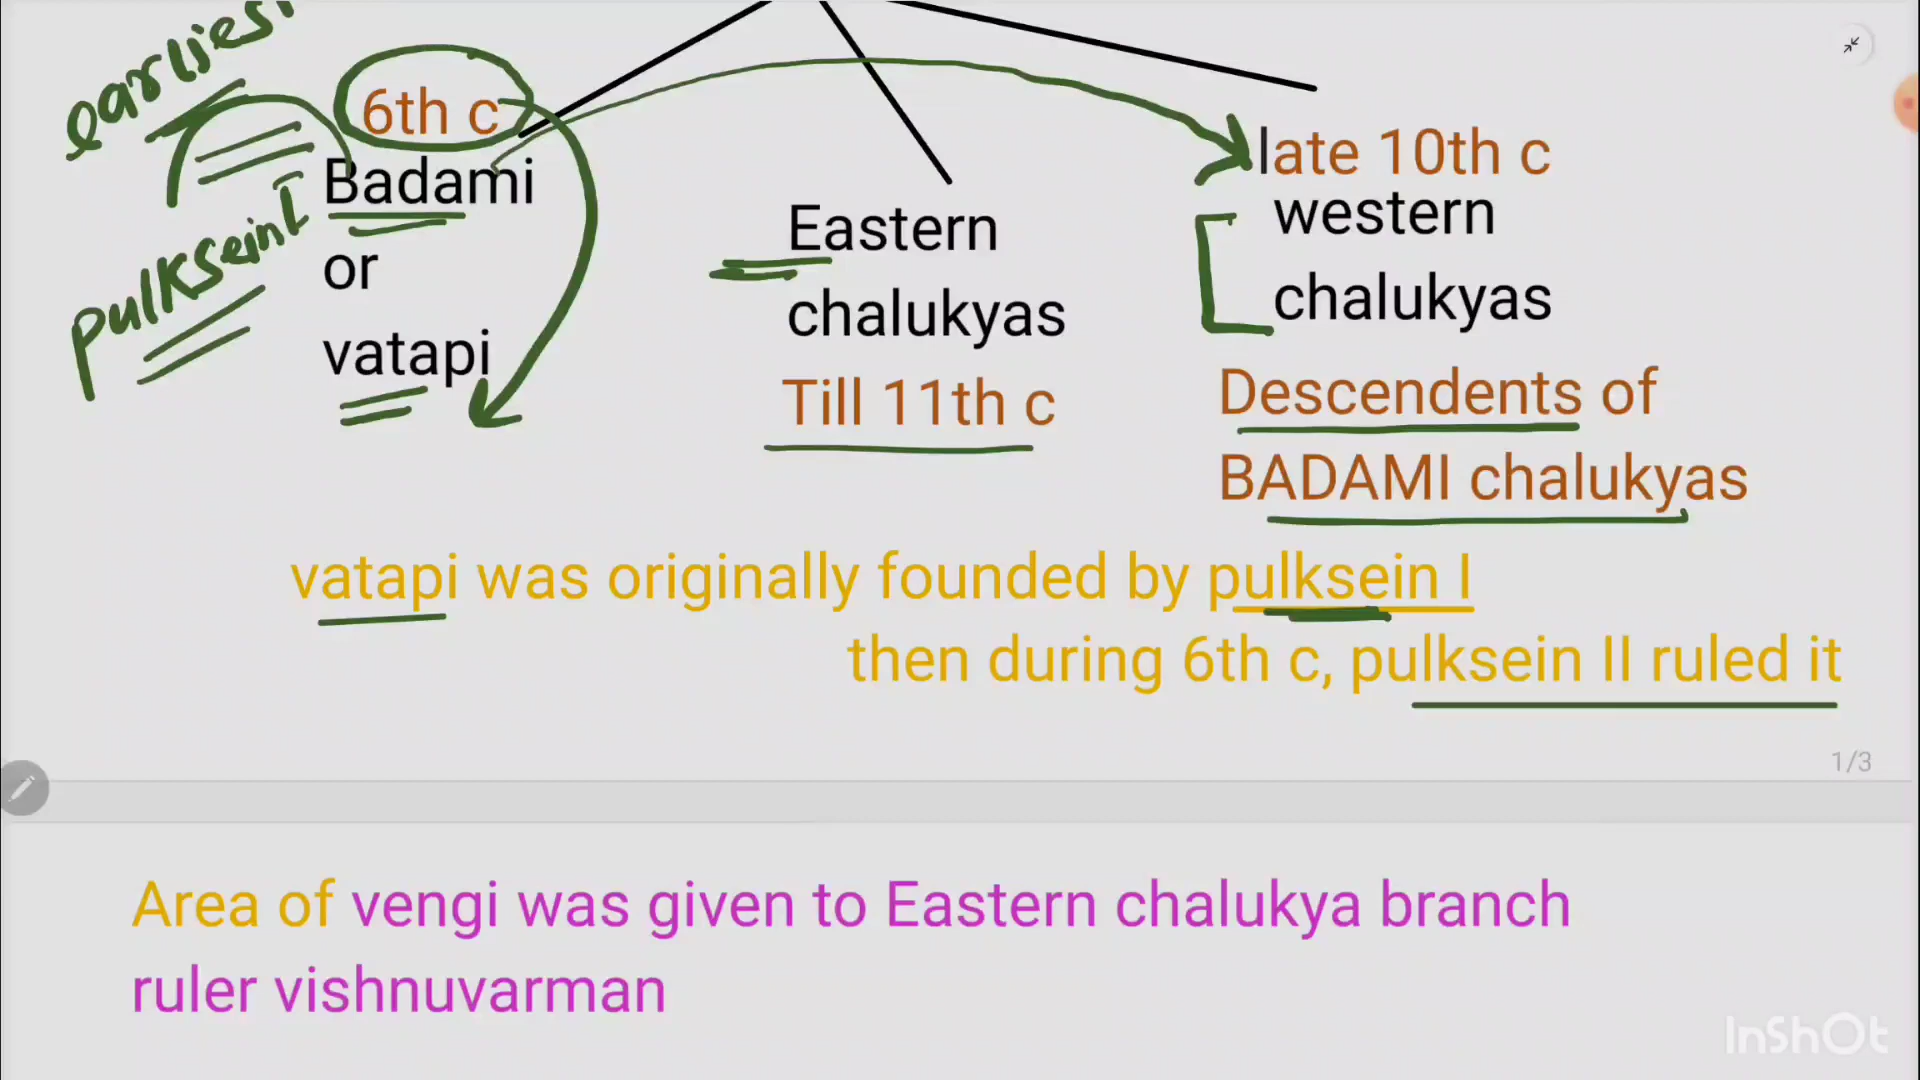 earlies
6th c
Badami
or
vatapi
pulkseinI
Eastern
chalukyas
Till 11th c
late 10th c
western
chalukyas
Descendents of
BADAMI chalukyas
vatapi was originally founded by pulksein I
then during 6th c, pulksein II ruled it
1/3
Area of vengi was given to Eastern chalukya branch
ruler vishnuvarman
InShOt